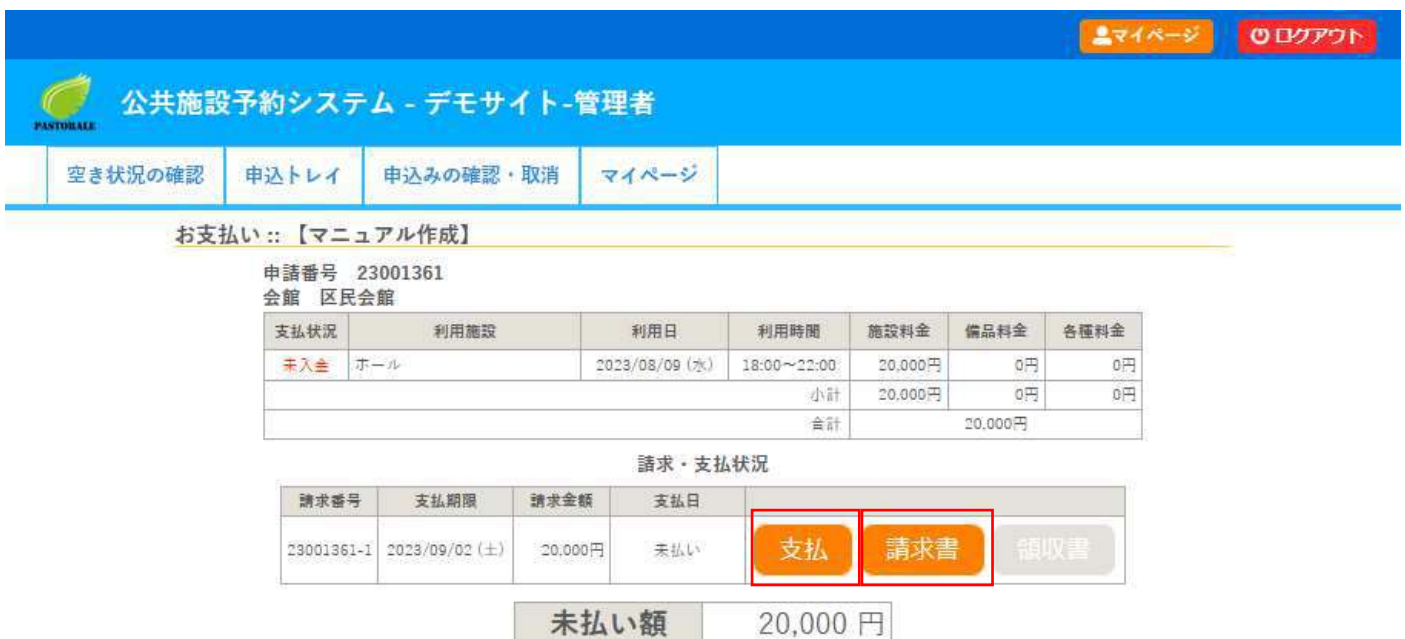 マイページ ログアウト
PASTORALE 公共施設予約システム - デモサイト-管理者
空き状況の確認 申込トレイ 申込みの確認・取消 マイページ
お支払い :: 【マニュアル作成】
申請番号 23001361
会館 区民会館
支払状況 利用施設 利用日 利用時間 施設料金 備品料金 各種料金
未入金 ホール 2023/08/09 (水) 18:00～22:00 20,000円 0円 0円
小計 20,000円 0円 0円
合計 20,000円
請求・支払状況
請求番号 支払期限 請求金額 支払日
23001361-1 2023/09/02 (土) 20,000円 未払い 支払 請求書 領収書
未払い額 20,000 円